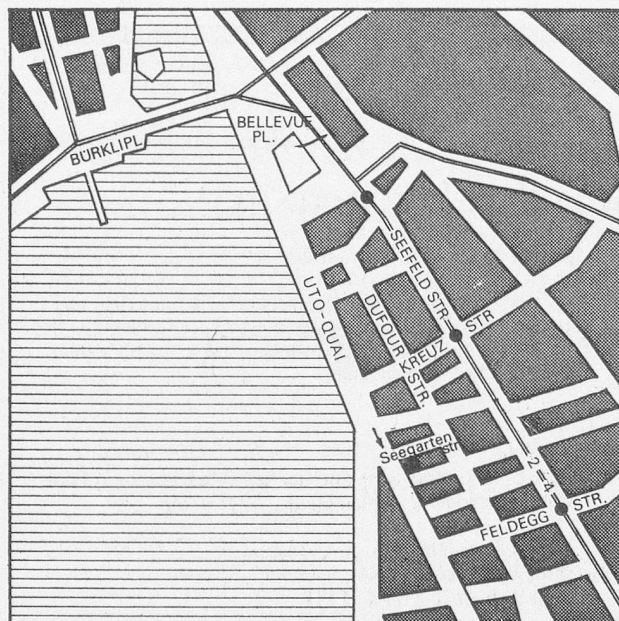 BELLEVUE
PL.
BÜRKLIPL.
SEEFELD STR.
UTO-QUAI
DUFOUR STR.
KREUZ STR
Seegarten
str.
2–4
FELDEGG STR.